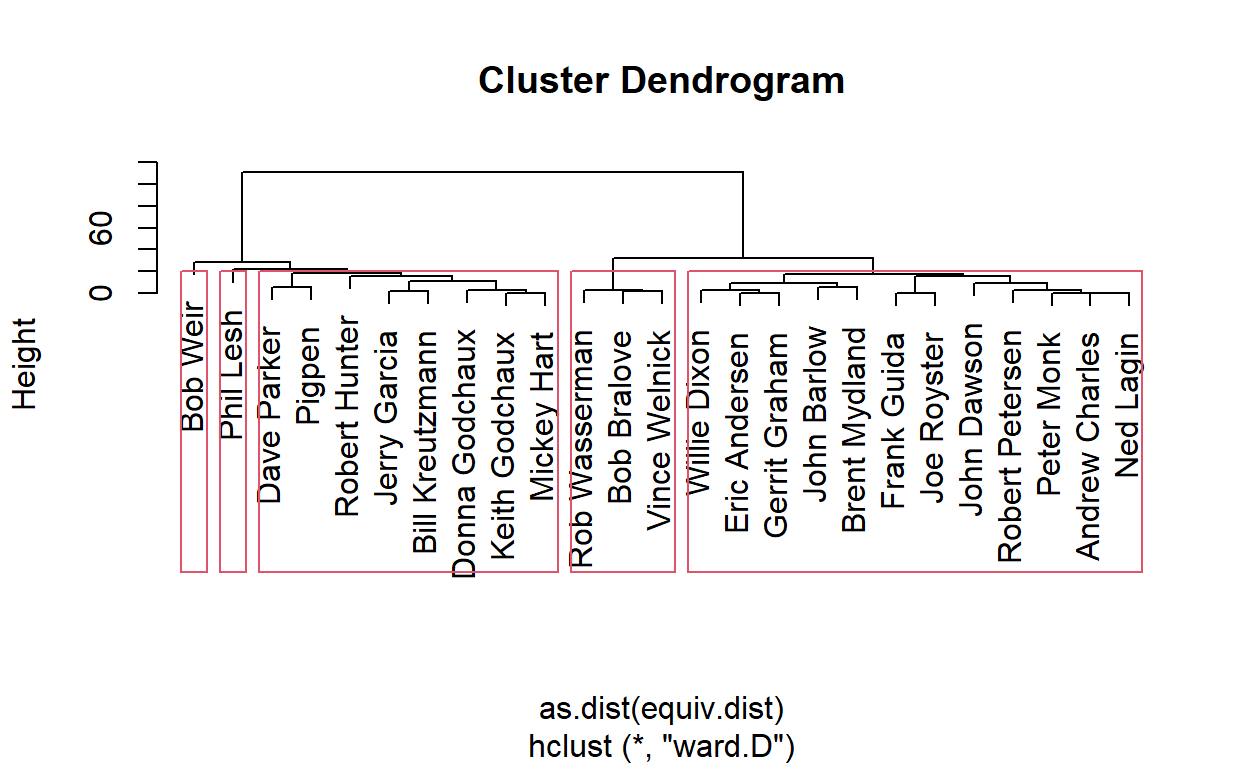 Cluster Dendrogram
Height
0
60
Bob Weir
Phil Lesh
Dave Parker
Pigpen
Robert Hunter
Jerry Garcia
Bill Kreutzmann
Donna Godchaux
Keith Godchaux
Mickey Hart
Rob Wasserman
Bob Bralove
Vince Welnick
Willie Dixon
Eric Andersen
Gerrit Graham
John Barlow
Brent Mydland
Frank Guida
Joe Royster
John Dawson
Robert Petersen
Peter Monk
Andrew Charles
Ned Lagin
as.dist(equiv.dist)
hclust (*, "ward.D")